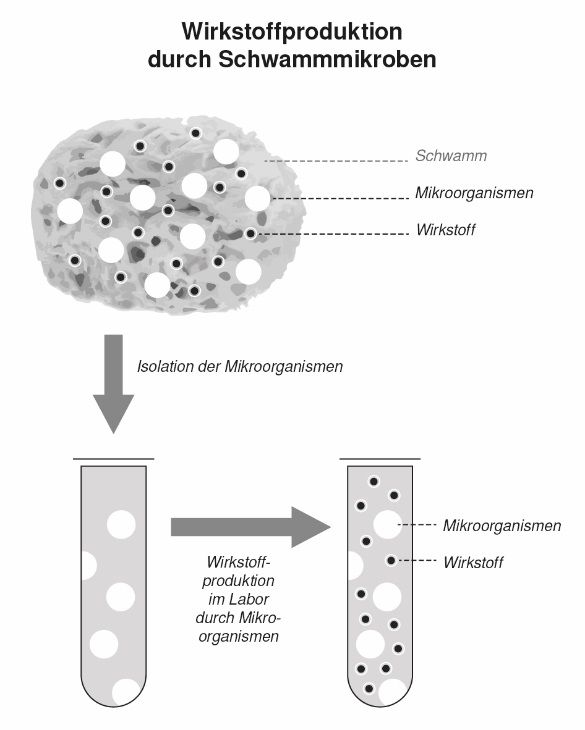 Wirkstoffproduktion
durch Schwammmikroben
Schwamm
Mikroorganismen
Wirkstoff
Isolation der Mikroorganismen
Wirkstoff-
produktion
im Labor
durch Mikro-
organismen
Mikroorganismen
Wirkstoff